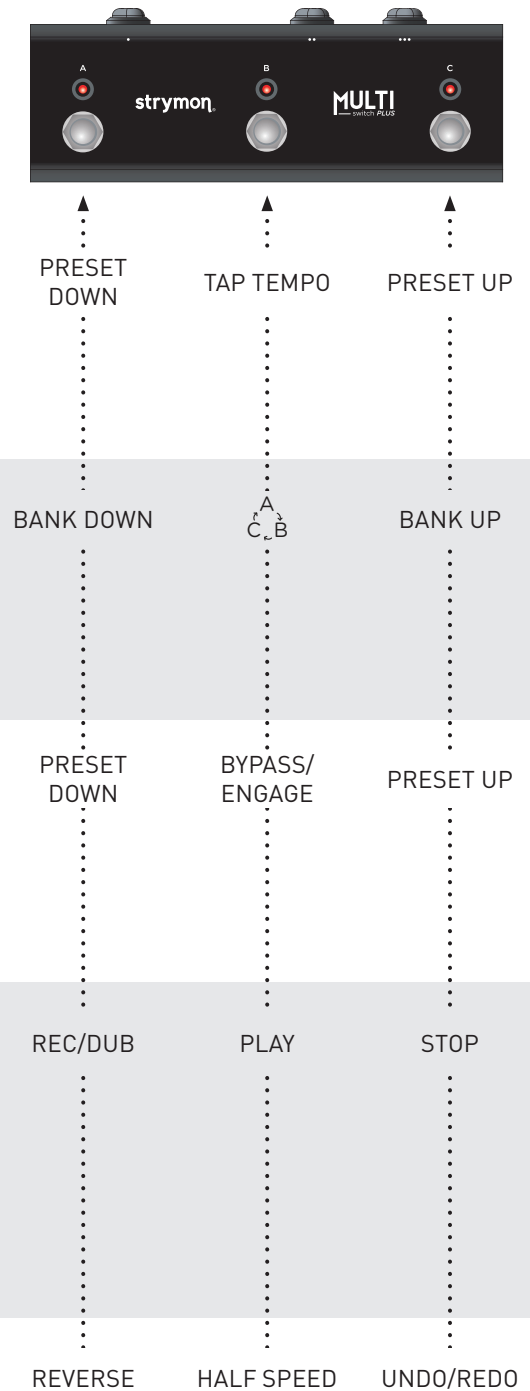 A B C
strymon®
MULTI
switch PLUS
PRESET
DOWN
TAP TEMPO
PRESET UP
BANK DOWN
A
C B
BANK UP
PRESET
DOWN
BYPASS/
ENGAGE
PRESET UP
REC/DUB
PLAY
STOP
REVERSE
HALF SPEED
UNDO/REDO